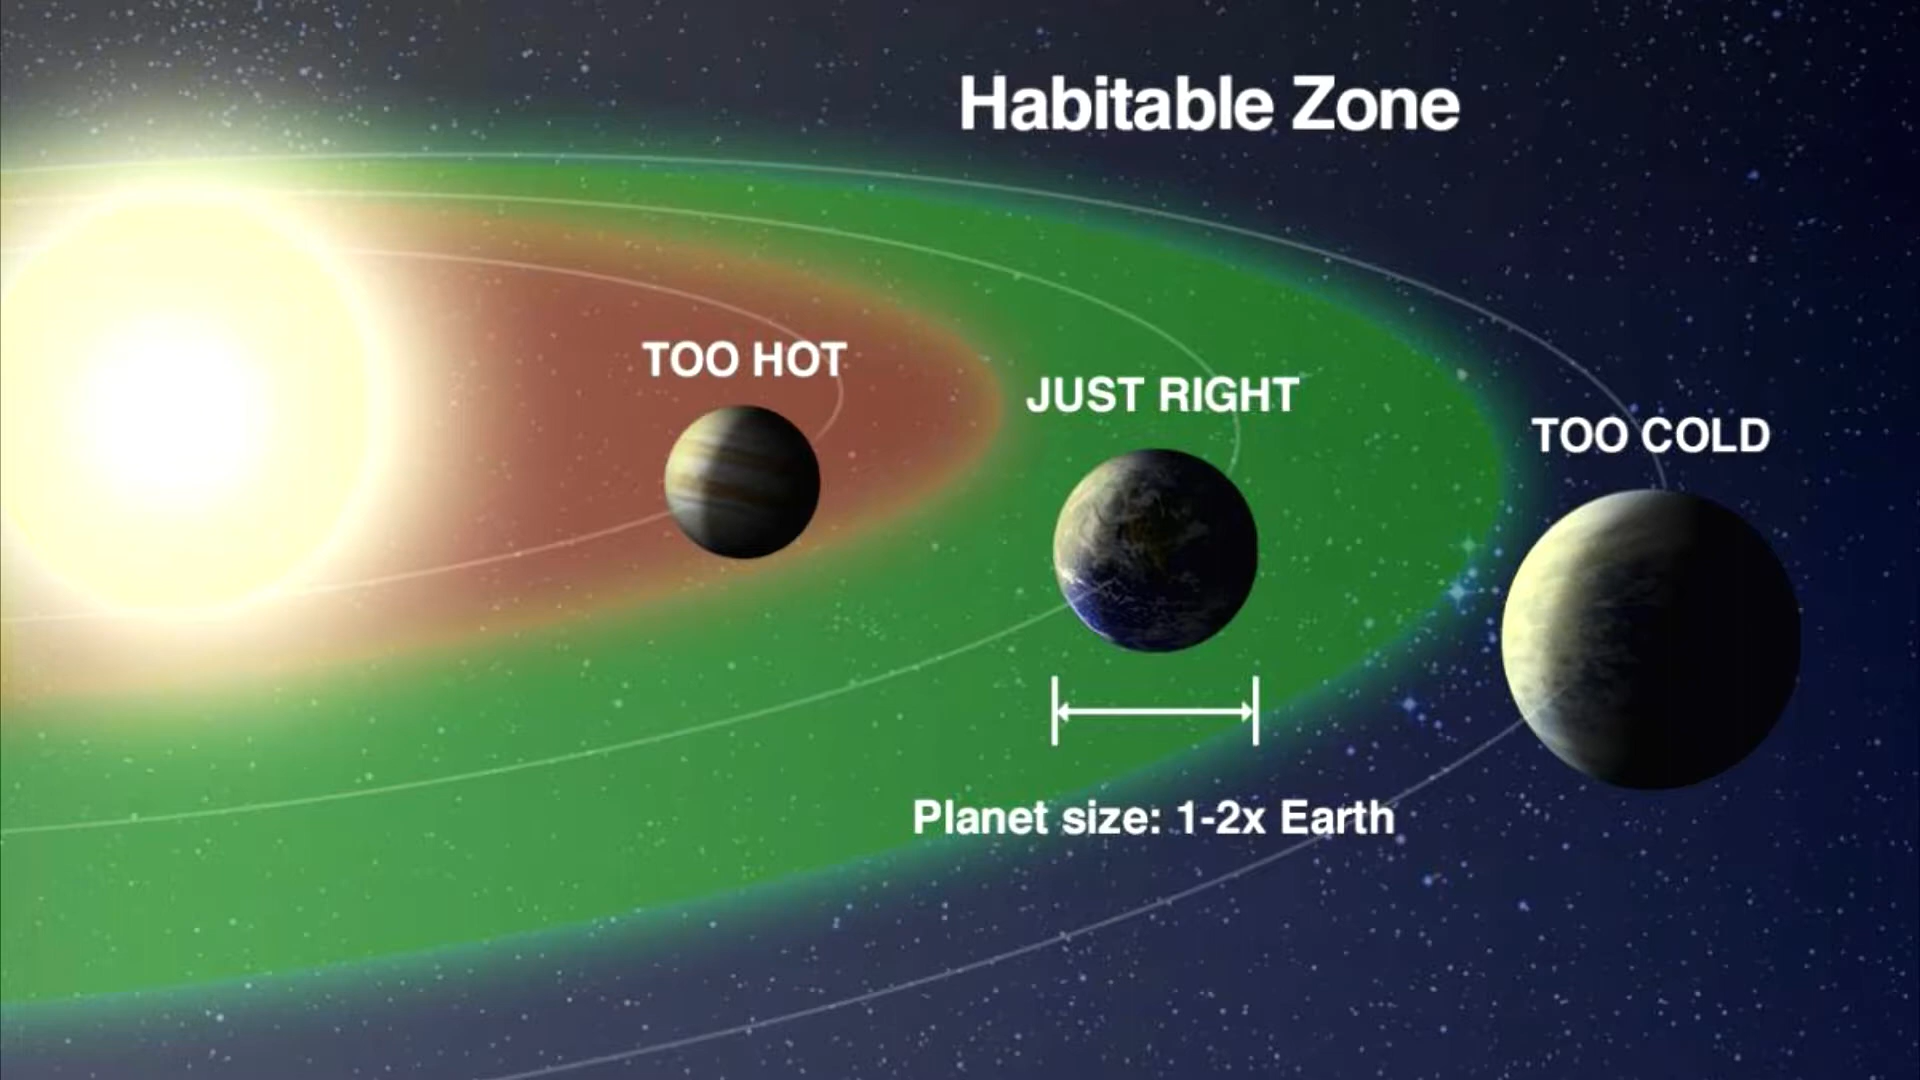 Habitable Zone
TOO HOT
JUST RIGHT
TOO COLD
Planet size: 1-2x Earth